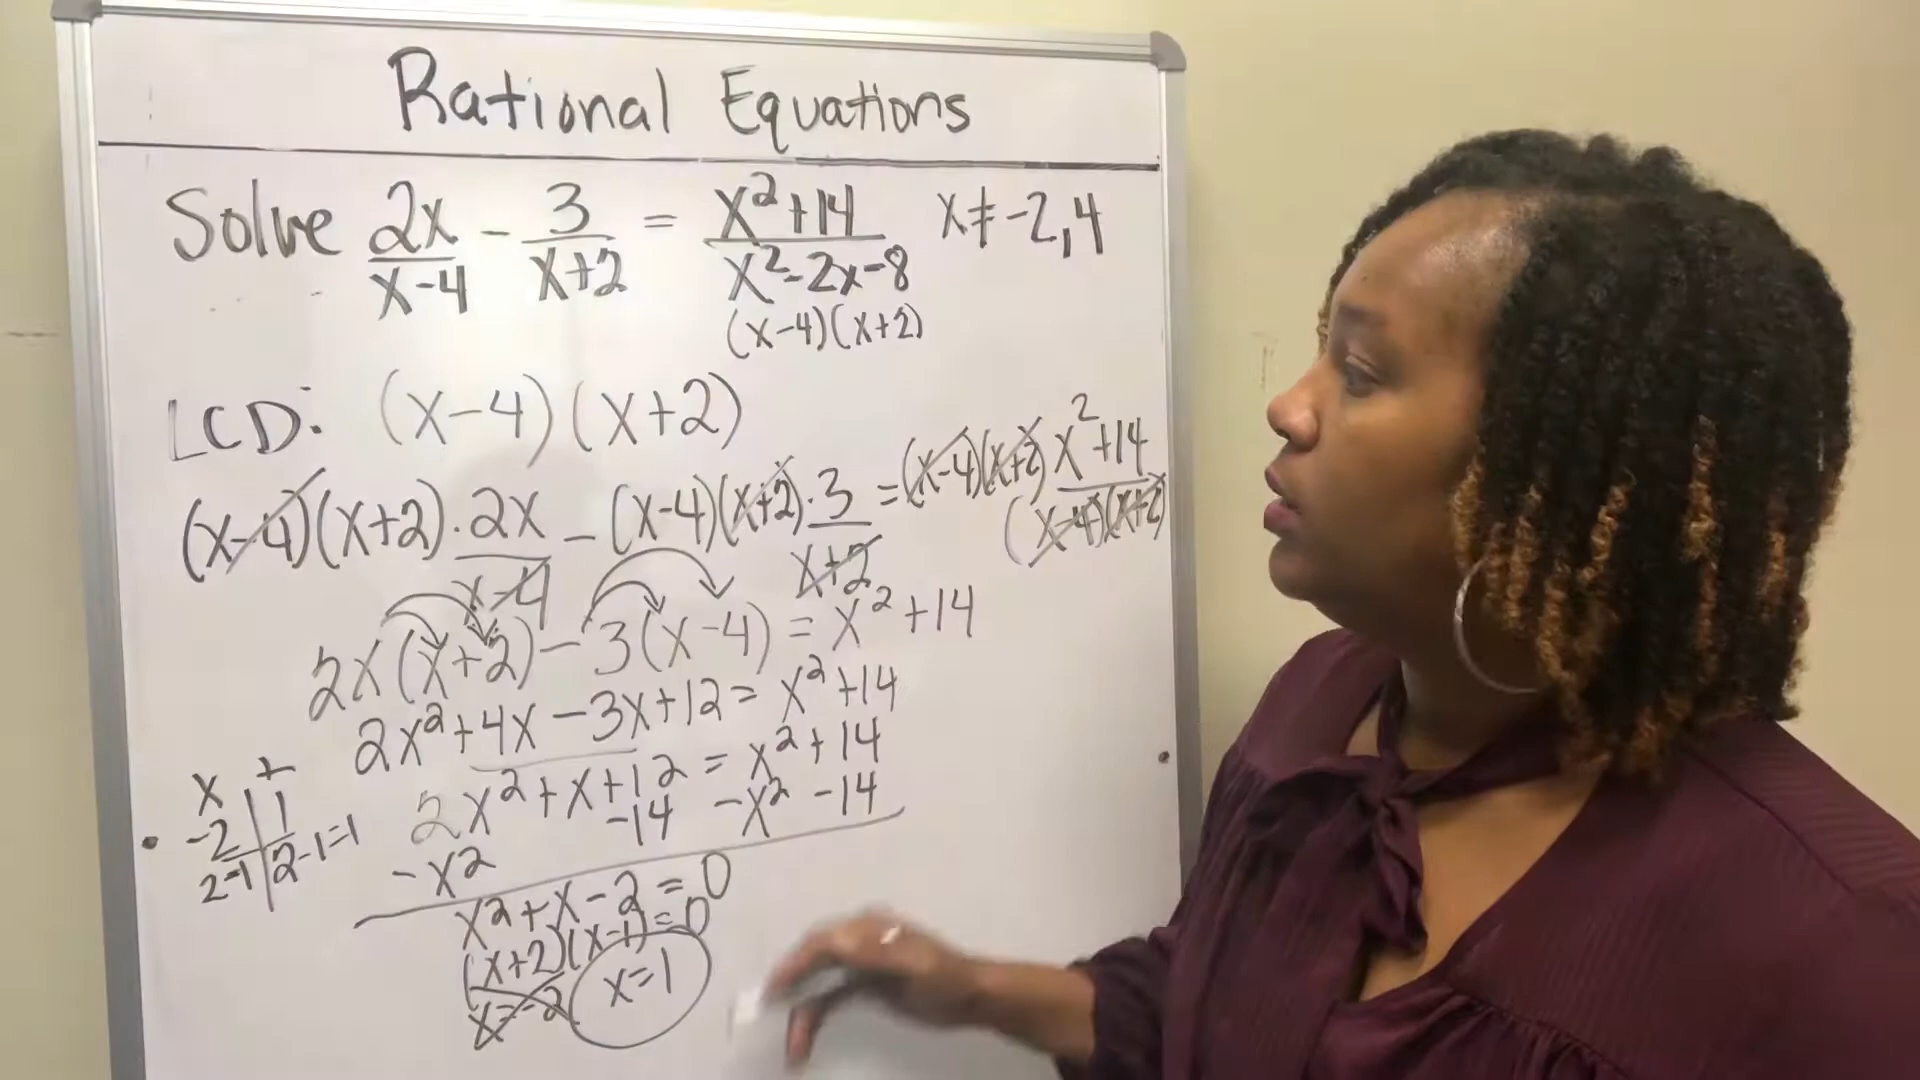 Rational Equations
Solve 2x/(x-4) - 3/(x+2) = (x²+14)/(x²-2x-8) x≠-2,4
(x-4)(x+2)
LCD: (x-4)(x+2)
(x-4)(x+2)·2x/(x-4) - (x-4)(x+2)·3/(x+2) = (x-4)(x+2) (x²+14)/((x-4)(x+2))
2x(x+2)-3(x-4) = x²+14
2x²+4x-3x+12 = x²+14
2x²+x+12 = x²+14
-14 -x² -14
-x²
x +
-2 1
2·-1 2-1=1
x²+x-2=0
(x+2)(x-1)=0
x=-2 x=1